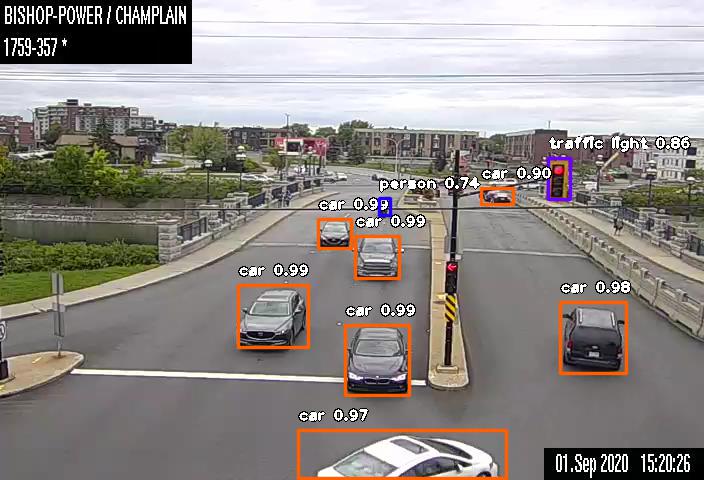 BISHOP-POWER / CHAMPLAIN
1759-357 *
traffic light 0.86
car 0.90
person 0.74
car 0.99
car 0.99
car 0.99
car 0.98
car 0.99
car 0.97
01.Sep 2020 15:20:26